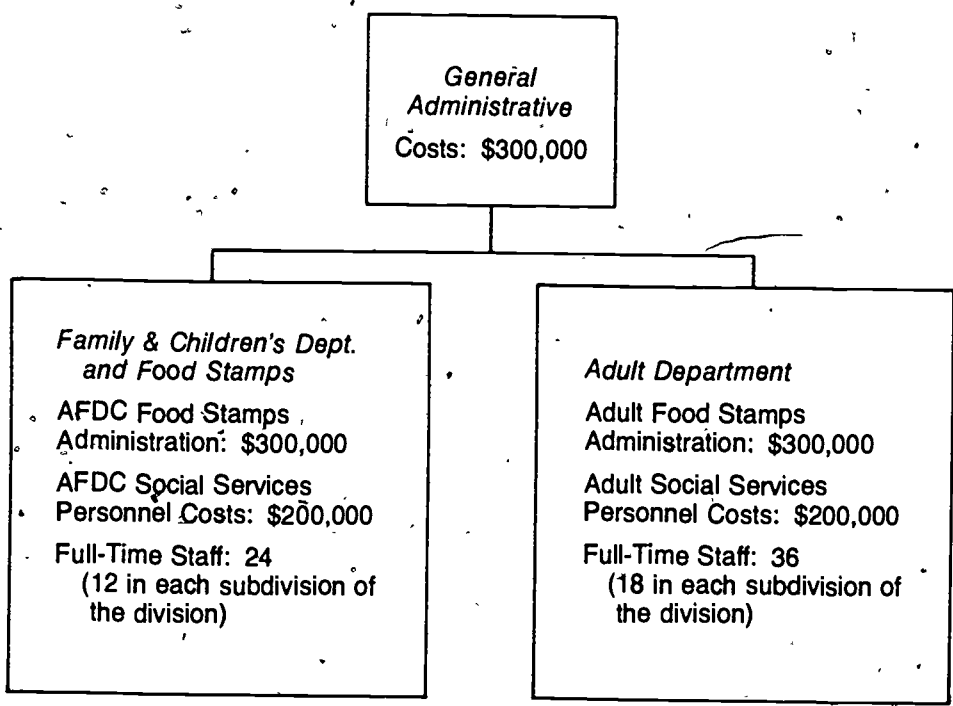 General
Administrative
Costs: $300,000
Family & Children's Dept.
and Food Stamps
AFDC Food Stamps
Administration: $300,000
AFDC Social Services
Personnel Costs: $200,000
Full-Time Staff: 24
(12 in each subdivision of
the division)
Adult Department
Adult Food Stamps
Administration: $300,000
Adult Social Services
Personnel Costs: $200,000
Full-Time Staff: 36
(18 in each subdivision of
the division)